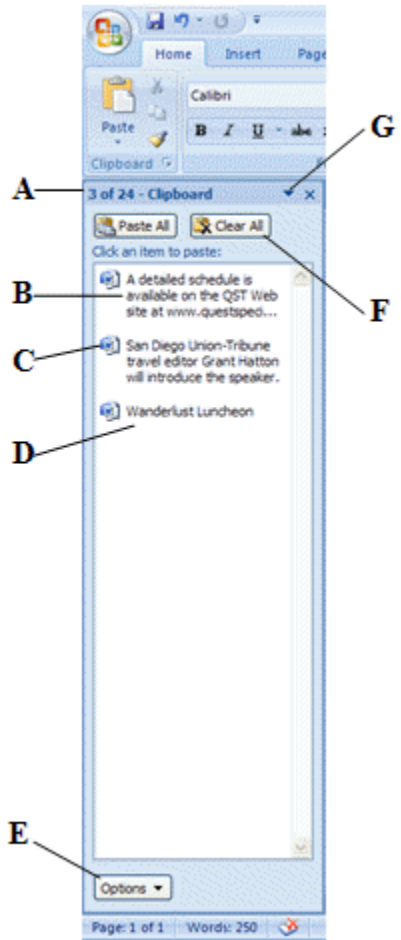 Home Insert Page
Calibri
Paste
B I U abc
Clipboard
G
A
3 of 24 - Clipboard
Paste All Clear All
Click an item to paste:
B
A detailed schedule is
available on the QST Web
site at www.questspeci...
F
C
San Diego Union-Tribune
travel editor Grant Hatton
will introduce the speaker.
Wanderlust Luncheon
D
E
Options
Page: 1 of 1 Words: 250